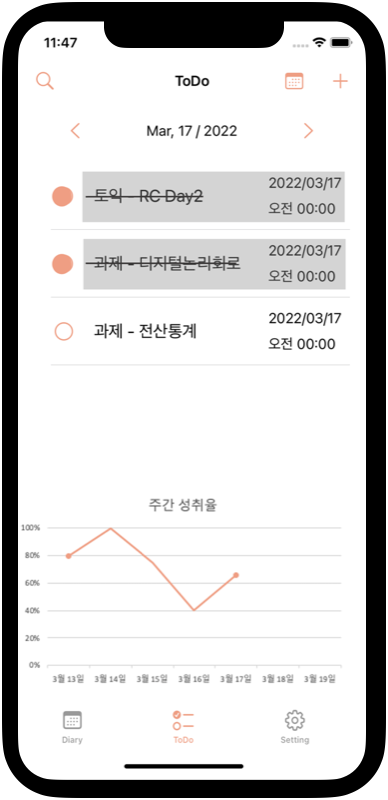 11:47
ToDo
Mar, 17 / 2022
토익 - RC Day2
2022/03/17
오전 00:00
과제 - 디지털논리회로
2022/03/17
오전 00:00
과제 - 전산통계
2022/03/17
오전 00:00
주간 성취율
100%
80%
60%
40%
20%
0%
3월 13일 3월 14일 3월 15일 3월 16일 3월 17일 3월 18일 3월 19일
Diary ToDo Setting